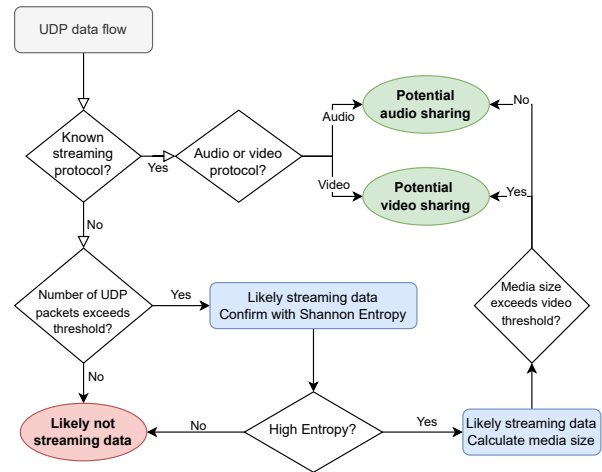 UDP data flow
Known
streaming
protocol?
Yes
Audio or video
protocol?
Audio
Video
Potential
audio sharing
Potential
video sharing
No
Yes
No
Number of UDP
packets exceeds
threshold?
Yes
Likely streaming data
Confirm with Shannon Entropy
Media size
exceeds video
threshold?
No
Likely not
streaming data
No
High Entropy?
Yes
Likely streaming data
Calculate media size